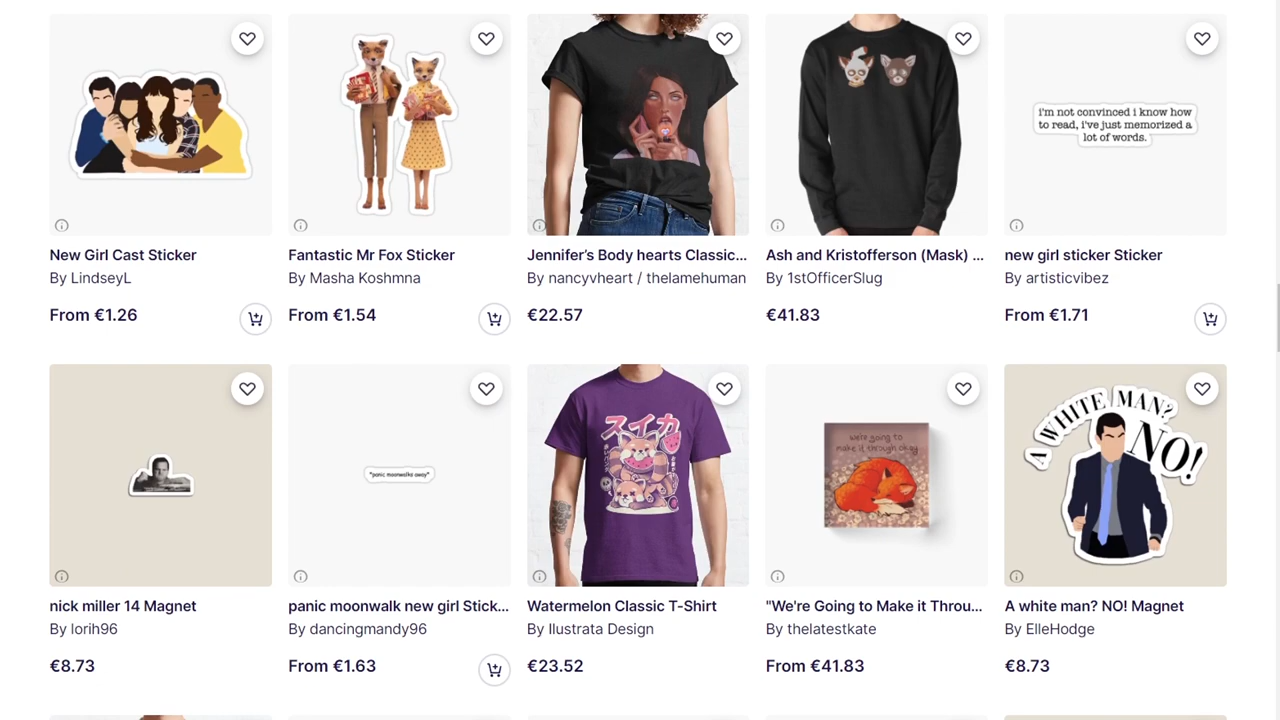 i'm not convinced i know how
to read, i've just memorized a
lot of words.
New Girl Cast Sticker
Fantastic Mr Fox Sticker
Jennifer's Body hearts Classic...
Ash and Kristofferson (Mask) ...
new girl sticker Sticker
By LindseyL
By Masha Koshmna
By nancyvheart / thelamehuman
By 1stOfficerSlug
By artisticvibez
From €1.26
From €1.54
€22.57
€41.83
From €1.71
*panic moonwalks away*
スイカ
we're going to
make it through okay
A WHITE MAN?
NO!
nick miller 14 Magnet
panic moonwalk new girl Stick...
Watermelon Classic T-Shirt
"We're Going to Make it Throu...
A white man? NO! Magnet
By lorih96
By dancingmandy96
By Ilustrata Design
By thelatestkate
By ElleHodge
€8.73
From €1.63
€23.52
From €41.83
€8.73